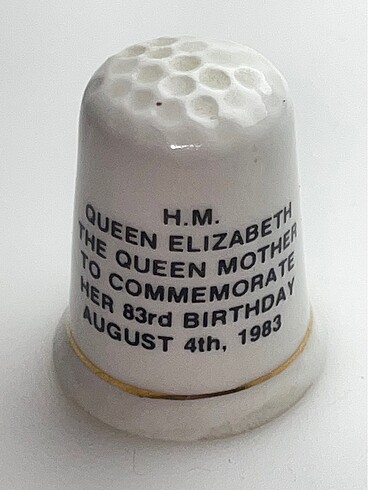 H.M.
QUEEN ELIZABETH
THE QUEEN MOTHER
TO COMMEMORATE
HER 83rd BIRTHDAY
AUGUST 4th, 1983